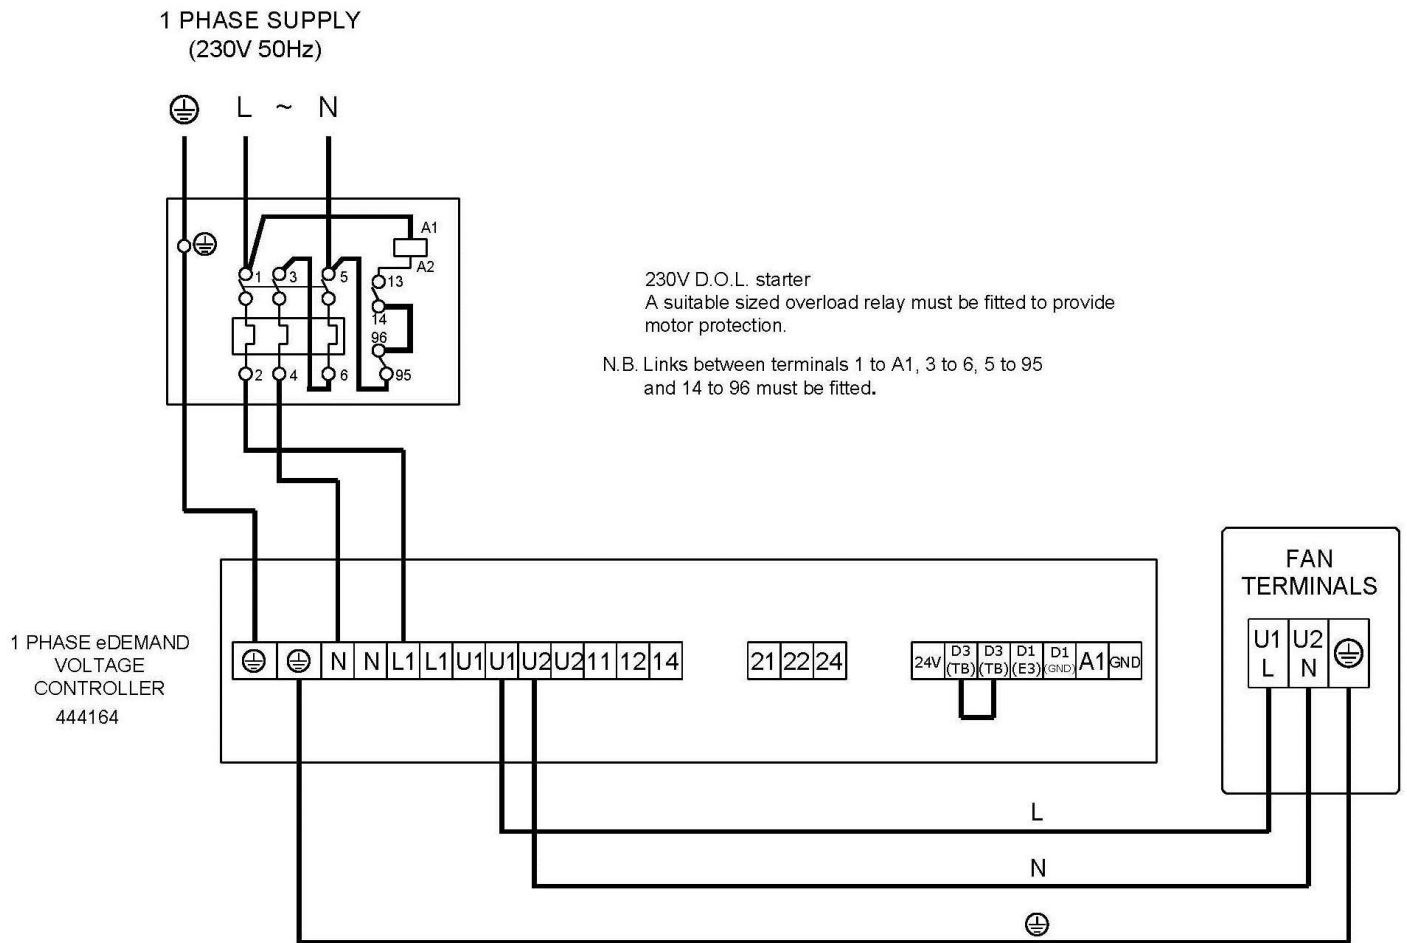 1 PHASE SUPPLY
(230V 50Hz)
L ~ N
A1
A2
1 3 5 13
14
96
2 4 6 95
230V D.O.L. starter
A suitable sized overload relay must be fitted to provide
motor protection.
N.B. Links between terminals 1 to A1, 3 to 6, 5 to 95
and 14 to 96 must be fitted.
1 PHASE eDEMAND
VOLTAGE
CONTROLLER
444164
N N L1 L1 U1 U1 U2 U2 11 12 14
21 22 24
24V D3 (TB) D3 (TB) D1 (E3) D1 (GND) A1 GND
FAN
TERMINALS
U1 U2
L N
L
N